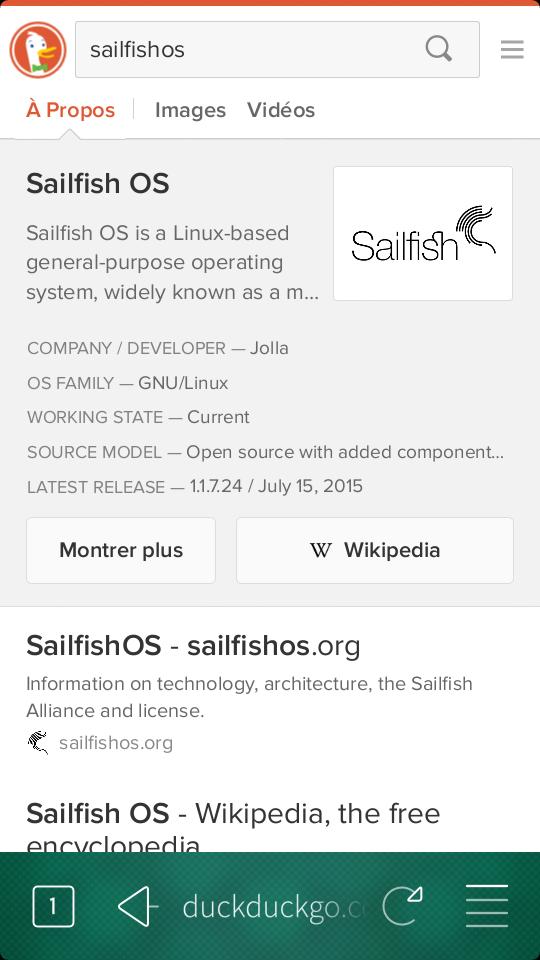 sailfishos
À Propos Images Vidéos
Sailfish OS
Sailfish OS is a Linux-based
general-purpose operating
system, widely known as a m...
Sailfish
COMPANY / DEVELOPER — Jolla
OS FAMILY — GNU/Linux
WORKING STATE — Current
SOURCE MODEL — Open source with added component...
LATEST RELEASE — 1.1.7.24 / July 15, 2015
Montrer plus
W Wikipedia
SailfishOS - sailfishos.org
Information on technology, architecture, the Sailfish
Alliance and license.
sailfishos.org
Sailfish OS - Wikipedia, the free
encyclopedia
1 duckduckgo.c